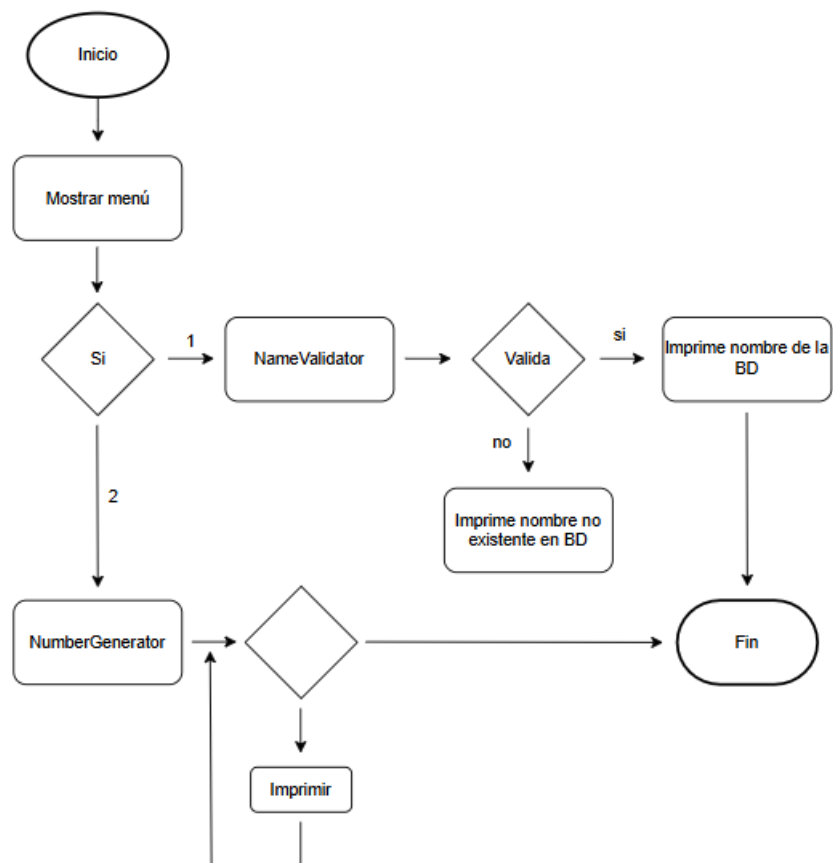 Inicio
Mostrar menú
Si
1
NameValidator
Valida
si
Imprime nombre de la
BD
no
Imprime nombre no
existente en BD
2
NumberGenerator
Fin
Imprimir